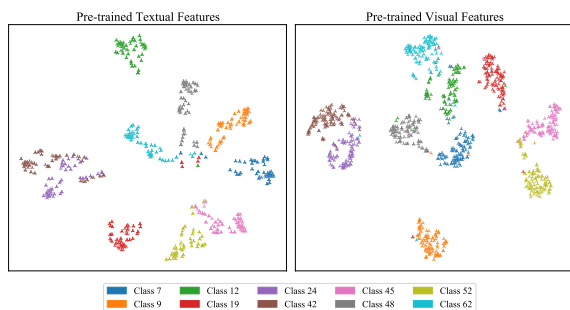 Pre-trained Textual Features Pre-trained Visual Features
Class 7 Class 12 Class 24 Class 45 Class 52
Class 9 Class 19 Class 42 Class 48 Class 62